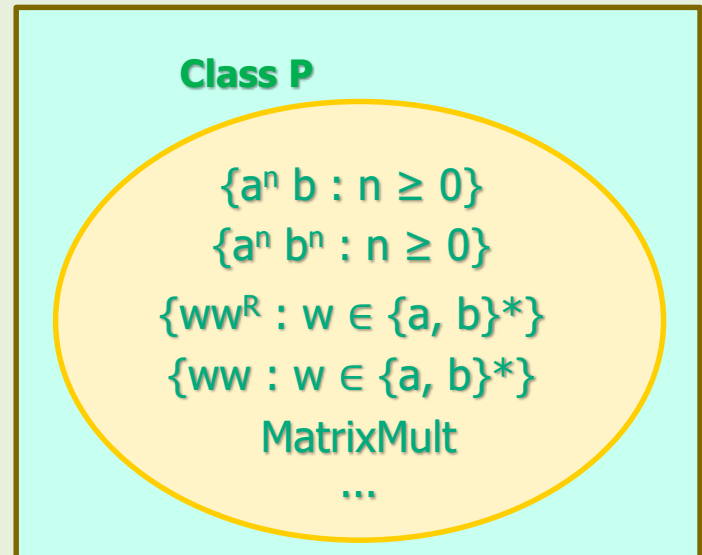 Class P
{aⁿ b : n ≥ 0}
{aⁿ bⁿ : n ≥ 0}
{wwᴿ : w ∈ {a, b}*}
{ww : w ∈ {a, b}*}
MatrixMult
...